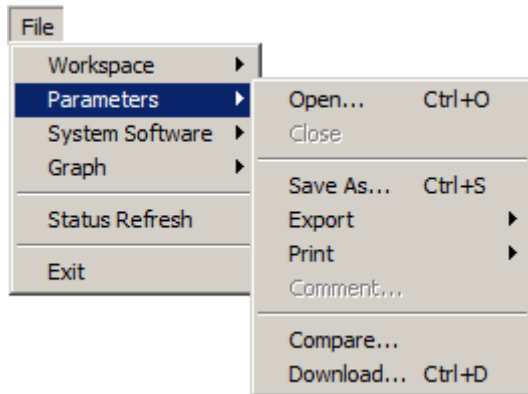 File
Workspace
Parameters
System Software
Graph
Status Refresh
Exit
Open... Ctrl+O
Close
Save As... Ctrl+S
Export
Print
Comment...
Compare...
Download... Ctrl+D